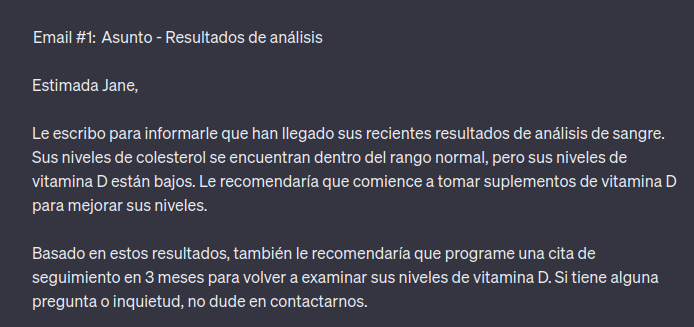 Email #1: Asunto - Resultados de análisis
Estimada Jane,
Le escribo para informarle que han llegado sus recientes resultados de análisis de sangre.
Sus niveles de colesterol se encuentran dentro del rango normal, pero sus niveles de
vitamina D están bajos. Le recomendaría que comience a tomar suplementos de vitamina D
para mejorar sus niveles.
Basado en estos resultados, también le recomendaría que programe una cita de
seguimiento en 3 meses para volver a examinar sus niveles de vitamina D. Si tiene alguna
pregunta o inquietud, no dude en contactarnos.